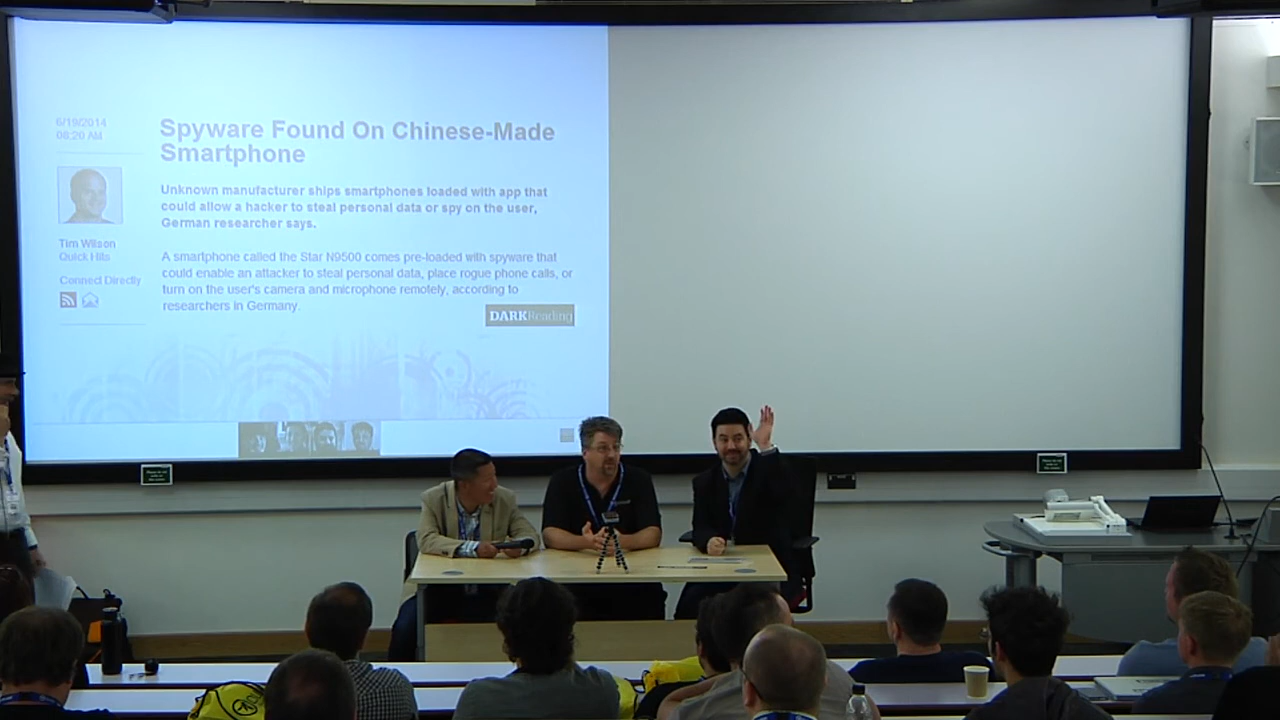 6/19/2014
08:20 AM
Spyware Found On Chinese-Made
Smartphone
Unknown manufacturer ships smartphones loaded with app that
could allow a hacker to steal personal data or spy on the user,
German researcher says.
Tim Wilson
Quick Hits
Connect Directly
A smartphone called the Star N9500 comes pre-loaded with spyware that
could enable an attacker to steal personal data, place rogue phone calls, or
turn on the user's camera and microphone remotely, according to
researchers in Germany.
DARKReading